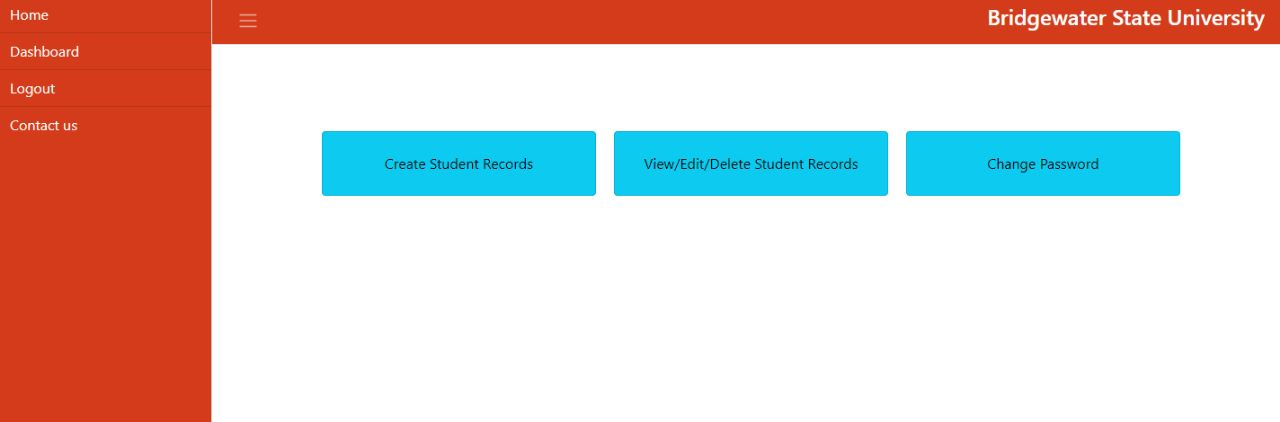 Home
Dashboard
Logout
Contact us
Bridgewater State University
Create Student Records
View/Edit/Delete Student Records
Change Password